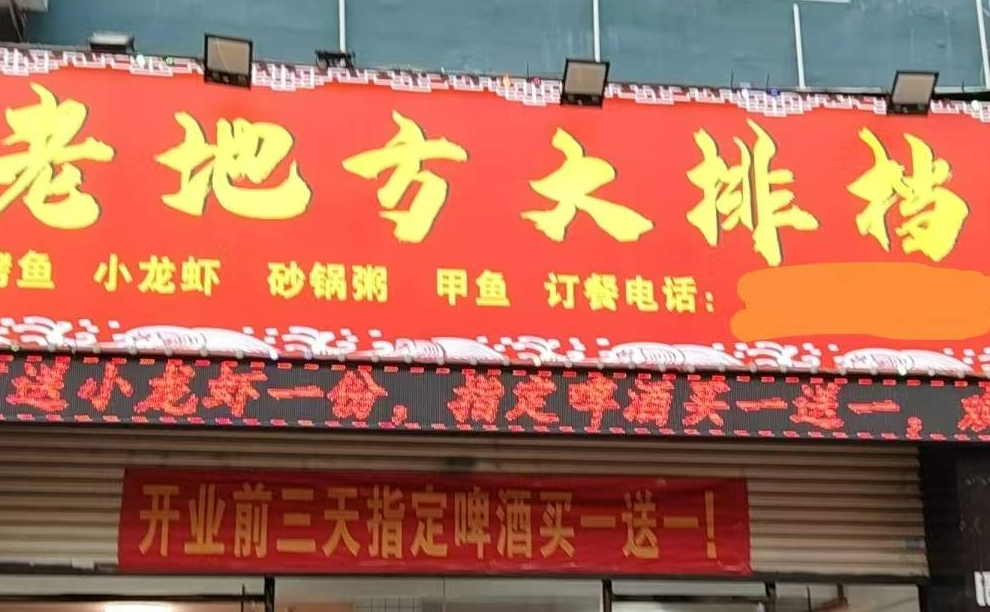 老地方大排档
烤鱼 小龙虾 砂锅粥 甲鱼 订餐电话：
送小龙虾一份，指定啤酒买一送一，
开业前三天指定啤酒买一送一！